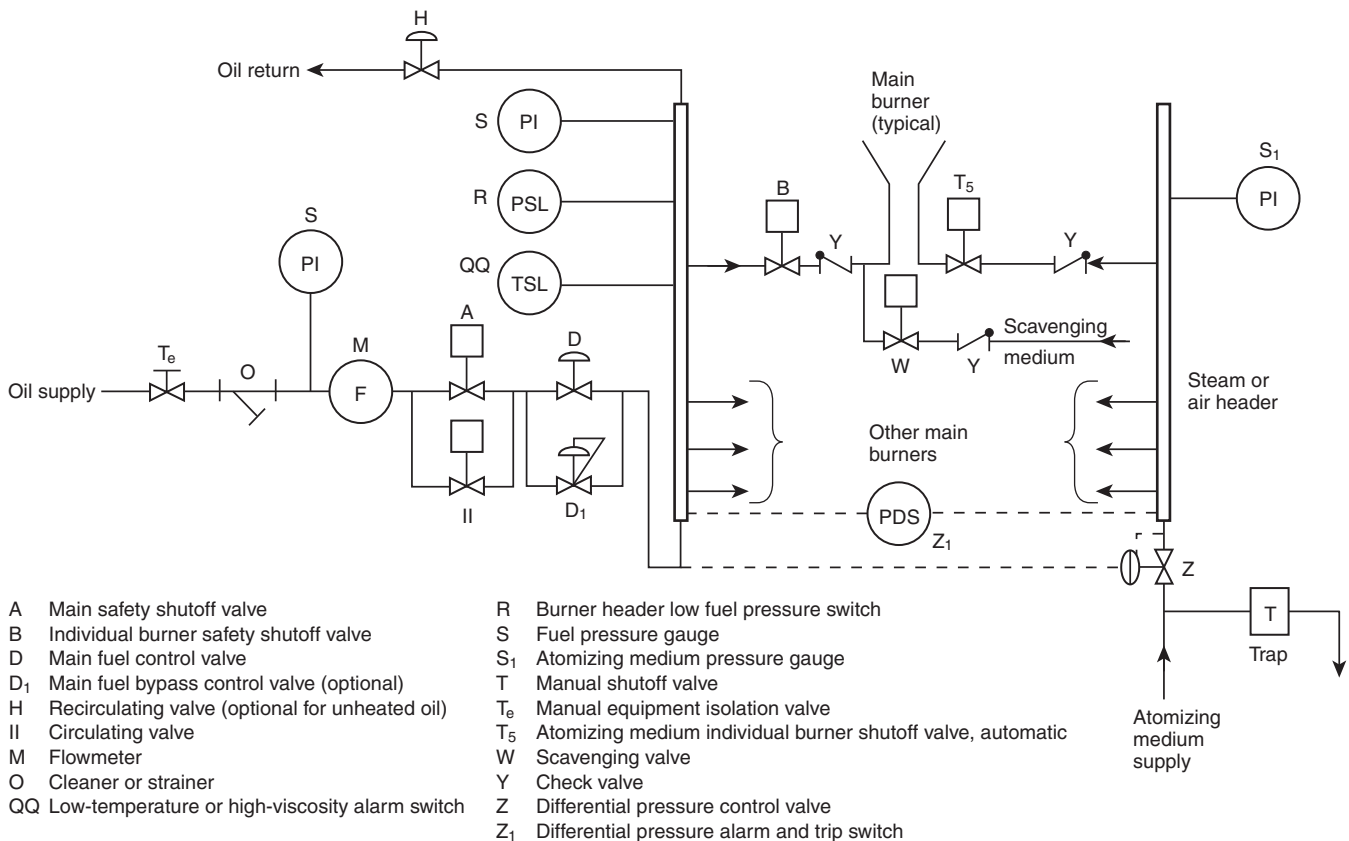 H
Oil return
S
PI
R
PSL
QQ
TSL
Main
burner
(typical)
B
Y
T5
Y
S1
PI
S
PI
A
D
M
F
Te
O
Oil supply
II
D1
W
Y
Scavenging
medium
Steam or
air header
Other main
burners
PDS
Z1
Z
T
Trap
Atomizing
medium
supply
A Main safety shutoff valve
B Individual burner safety shutoff valve
D Main fuel control valve
D1 Main fuel bypass control valve (optional)
H Recirculating valve (optional for unheated oil)
II Circulating valve
M Flowmeter
O Cleaner or strainer
QQ Low-temperature or high-viscosity alarm switch
R Burner header low fuel pressure switch
S Fuel pressure gauge
S1 Atomizing medium pressure gauge
T Manual shutoff valve
Te Manual equipment isolation valve
T5 Atomizing medium individual burner shutoff valve, automatic
W Scavenging valve
Y Check valve
Z Differential pressure control valve
Z1 Differential pressure alarm and trip switch